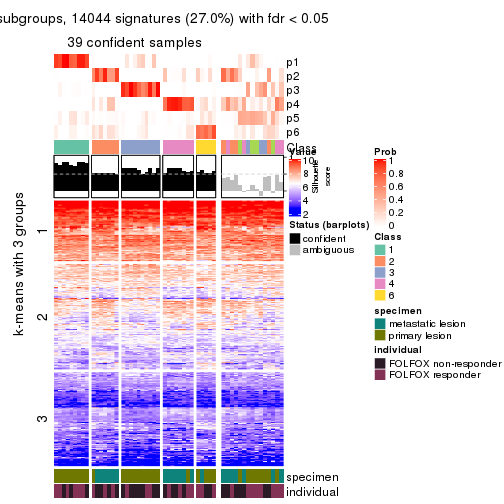 subgroups, 14044 signatures (27.0%) with fdr < 0.05
39 confident samples
p1
p2
p3
p4
p5
p6
Class
Value
10
8
6
4
2
Silhouette
score
Prob
1
0.8
0.6
0.4
0.2
0
Status (barplots)
confident
ambiguous
Class
1
2
3
4
6
specimen
metastatic lesion
primary lesion
individual
FOLFOX non-responder
FOLFOX responder
k-means with 3 groups
1
2
3
specimen
individual